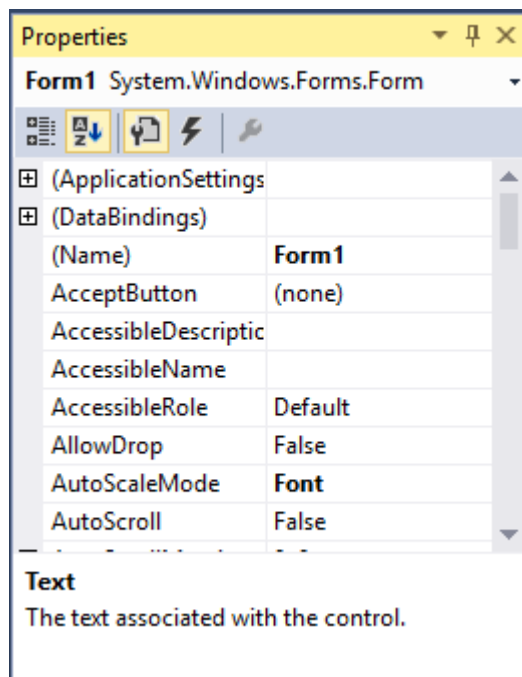 Properties
Form1 System.Windows.Forms.Form
(ApplicationSettings
(DataBindings)
(Name) Form1
AcceptButton (none)
AccessibleDescriptic
AccessibleName
AccessibleRole Default
AllowDrop False
AutoScaleMode Font
AutoScroll False
Text
The text associated with the control.